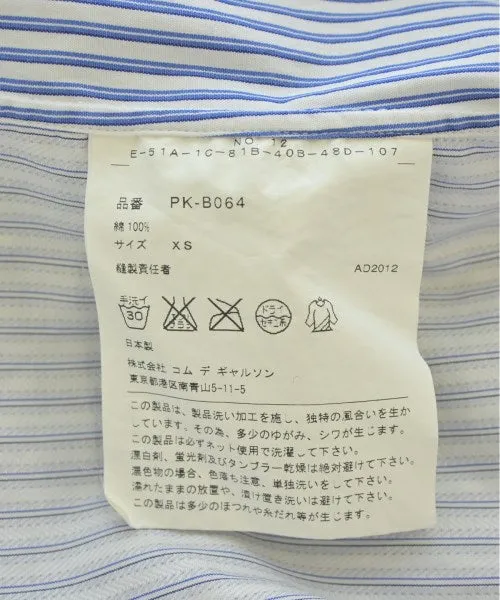 NO. 12
E-51A-1C-81B-40B-48D-107
品番 PK-B064
綿 100%
サイズ XS
縫製責任者 AD2012
手洗イ
30
エンソ
サラシ
ドライ
セキユ系
日本製
株式会社 コム デ ギャルソン
東京都港区南青山5-11-5
この製品は、製品洗い加工を施し、独特の風合いを生か
しています。その為、多少のゆがみ、シワが生じます。
この製品は必ずネット使用で洗濯して下さい。
漂白剤、蛍光剤及びタンブラー乾燥は絶対避けて下さい。
濃色物の場合、色落ち注意、単独洗いをして下さい。
濡れたままの放置や、漬け置き洗いは避けて下さい。
この製品は多少のほつれや糸だれ等が生じます。